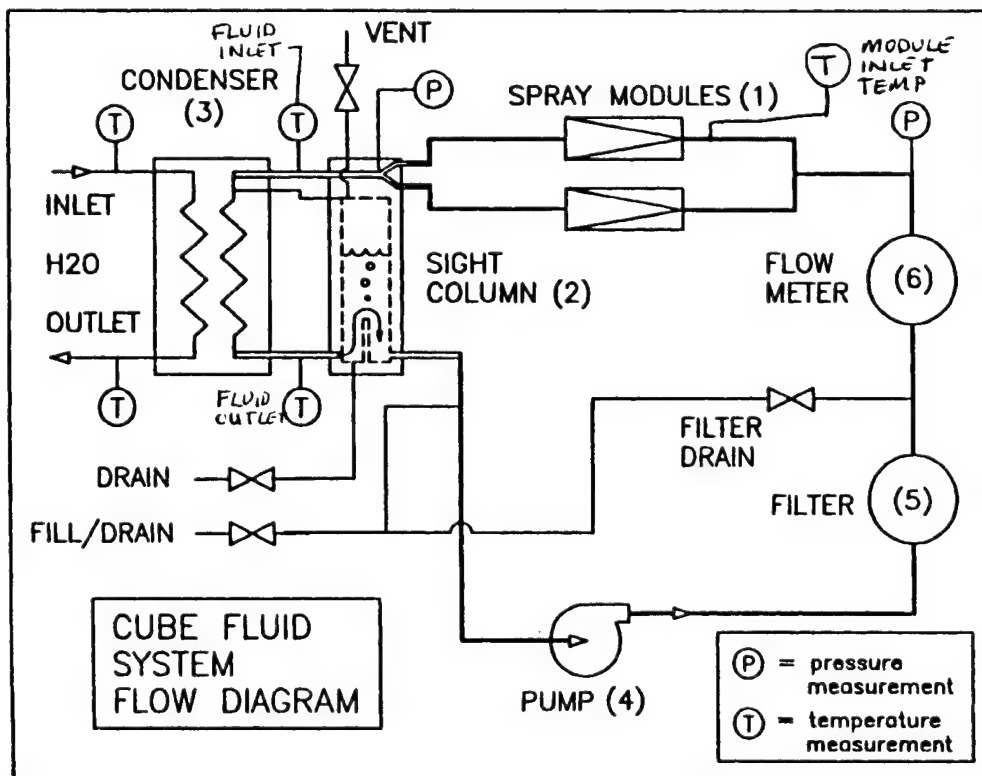 FLUID
INLET
VENT
CONDENSER
(3)
T
T
P
SPRAY MODULES (1)
T
MODULE
INLET
TEMP
P
INLET
H2O
OUTLET
SIGHT
COLUMN (2)
FLOW
METER
(6)
T
FLUID
OUTLET
T
FILTER
DRAIN
DRAIN
FILTER
(5)
FILL/DRAIN
CUBE FLUID
SYSTEM
FLOW DIAGRAM
PUMP (4)
P = pressure
measurement
T = temperature
measurement